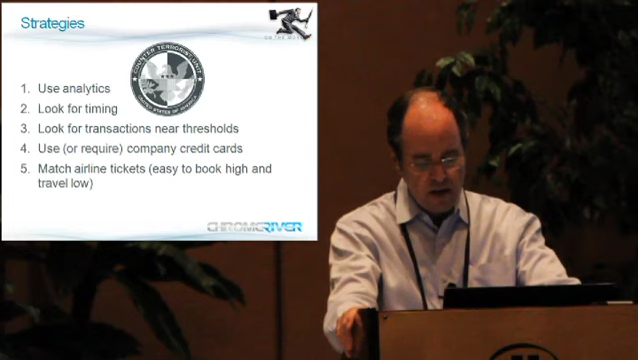 Strategies
COUNTER TERRORIST UNIT
UNITED STATES OF AMERICA
1. Use analytics
2. Look for timing
3. Look for transactions near thresholds
4. Use (or require) company credit cards
5. Match airline tickets (easy to book high and
travel low)
CHROMERIVER